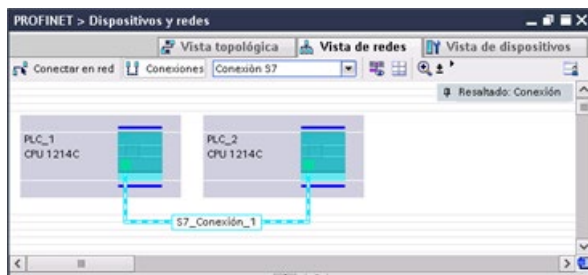 PROFINET > Dispositivos y redes
Vista topológica
Vista de redes
Vista de dispositivos
Conectar en red
Conexiones
Conexión S7
Resaltado: Conexión
PLC_1
CPU 1214C
PLC_2
CPU 1214C
S7_Conexión_1